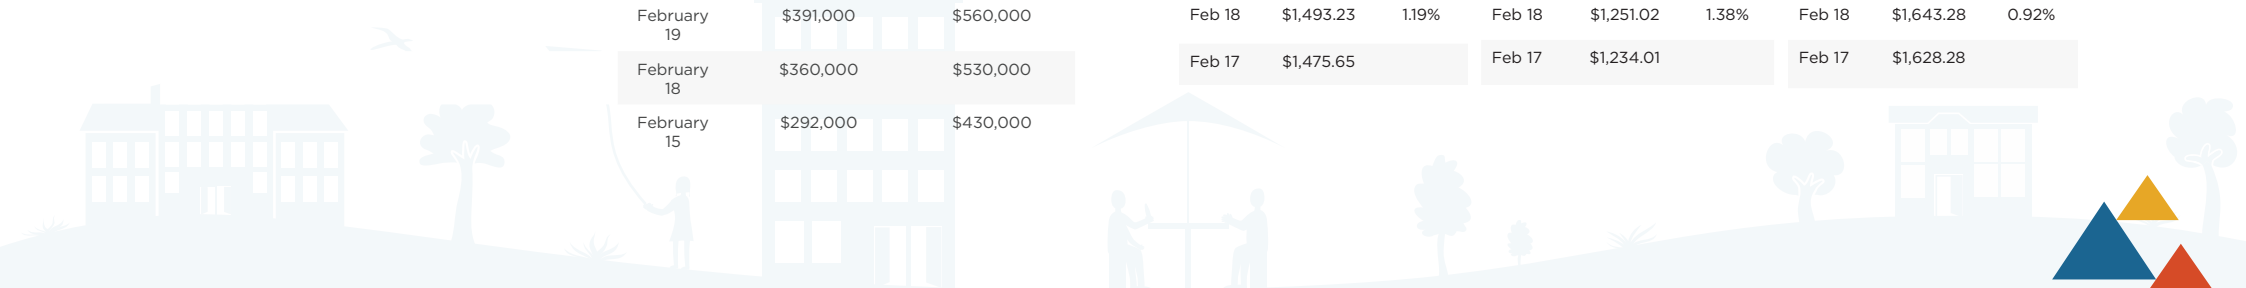 February $391,000 $560,000
19
February $360,000 $530,000
18
February $292,000 $430,000
15
Feb 18 $1,493.23 1.19%
Feb 17 $1,475.65
Feb 18 $1,251.02 1.38%
Feb 17 $1,234.01
Feb 18 $1,643.28 0.92%
Feb 17 $1,628.28